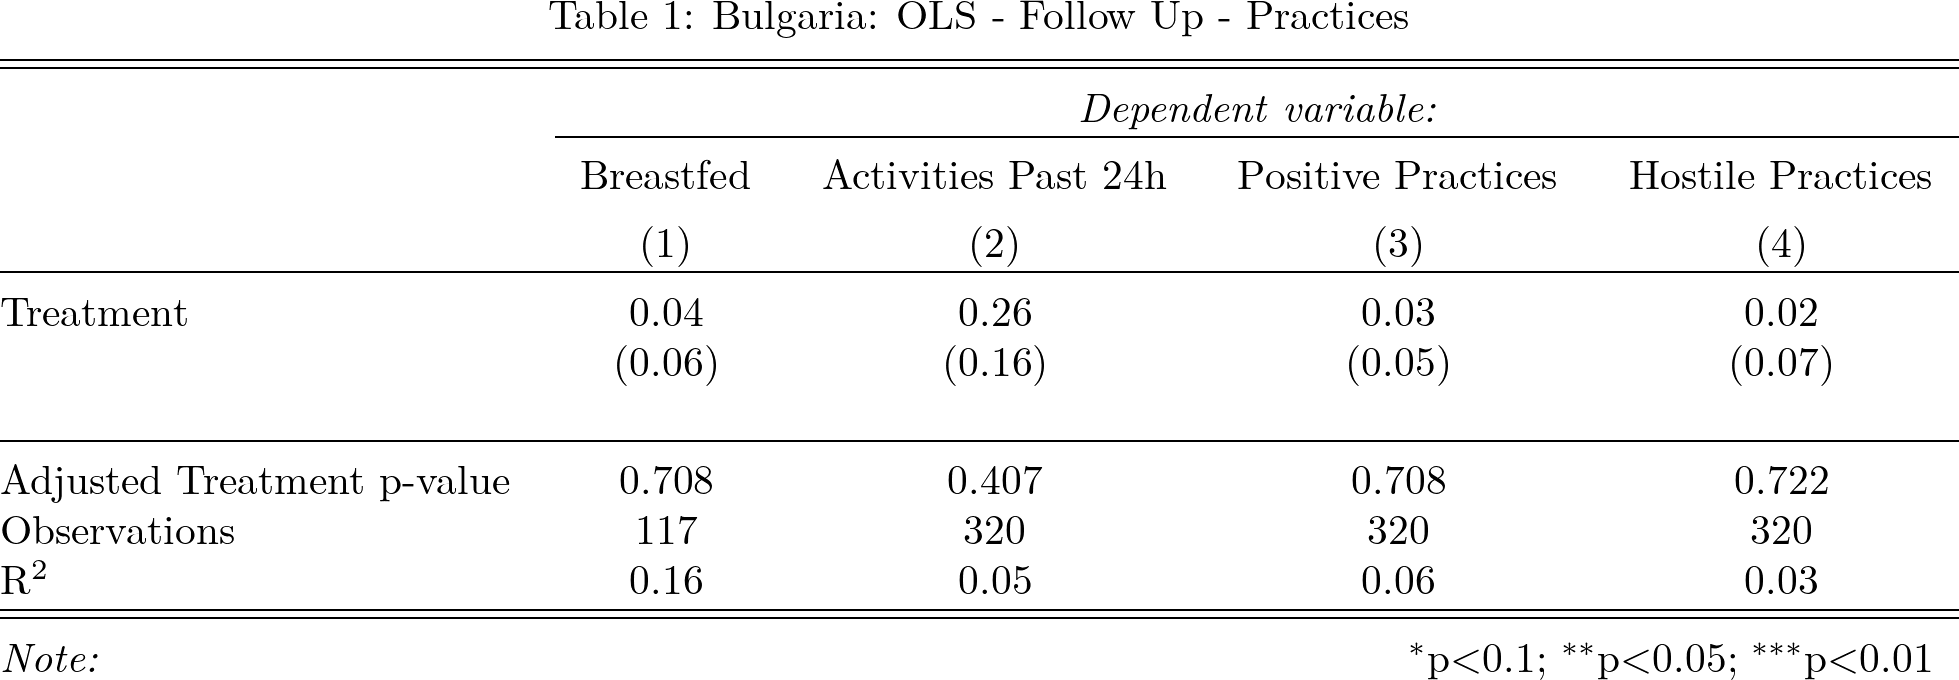 Table 1: Bulgaria: OLS - Follow Up - Practices
Dependent variable:
Breastfed Activities Past 24h Positive Practices Hostile Practices
(1) (2) (3) (4)
Treatment 0.04 0.26 0.03 0.02
(0.06) (0.16) (0.05) (0.07)
Adjusted Treatment p-value 0.708 0.407 0.708 0.722
Observations 117 320 320 320
R² 0.16 0.05 0.06 0.03
Note: *p<0.1; **p<0.05; ***p<0.01